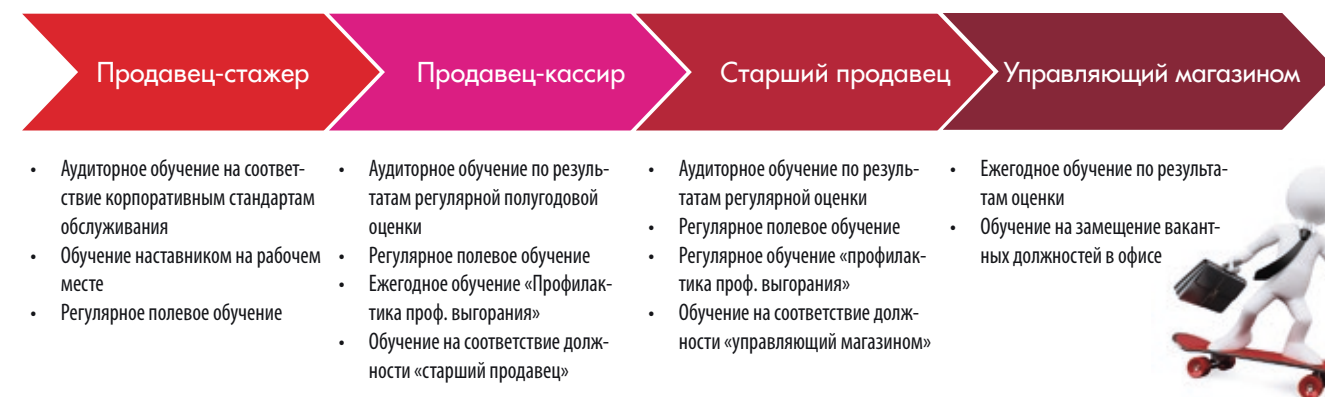 Продавец-стажер
Продавец-кассир
Старший продавец
Управляющий магазином
• Аудиторное обучение на соответ-
ствие корпоративным стандартам
обслуживания
• Обучение наставником на рабочем
месте
• Регулярное полевое обучение
• Аудиторное обучение по резуль-
татам регулярной полугодовой
оценки
• Регулярное полевое обучение
• Ежегодное обучение «Профилак-
тика проф. выгорания»
• Обучение на соответствие долж-
ности «старший продавец»
• Аудиторное обучение по резуль-
татам регулярной оценки
• Регулярное полевое обучение
• Регулярное обучение «профилак-
тика проф. выгорания»
• Обучение на соответствие долж-
ности «управляющий магазином»
• Ежегодное обучение по результа-
там оценки
• Обучение на замещение вакант-
ных должностей в офисе